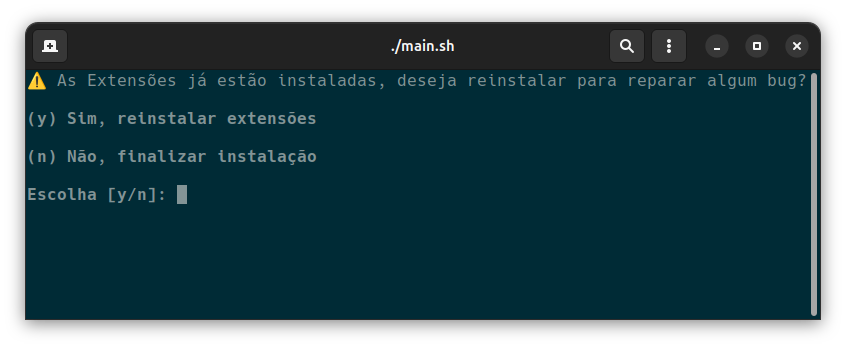 ./main.sh
⚠️ As Extensões já estão instaladas, deseja reinstalar para reparar algum bug?
(y) Sim, reinstalar extensões
(n) Não, finalizar instalação
Escolha [y/n]: